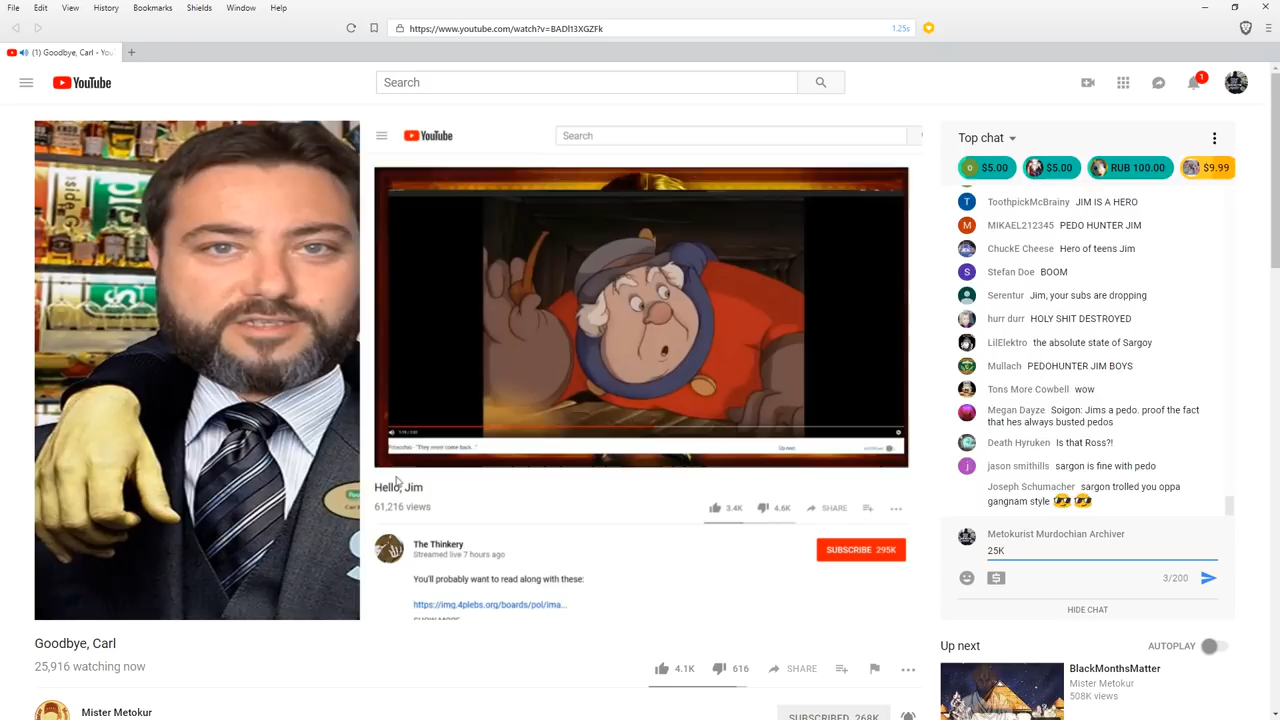 File Edit View History Bookmarks Shields Window Help
https://www.youtube.com/watch?v=BADl13XGZFk
1.25s
(1) Goodbye, Carl - You
YouTube
Search
1
YouTube
Search
Up next
Hello, Jim
61,216 views
3.4K 4.6K SHARE
The Thinkery
Streamed live 7 hours ago
SUBSCRIBE 295K
You'll probably want to read along with these:
https://img.4plebs.org/boards/pol/ima...
SHOW MORE
Goodbye, Carl
25,916 watching now
4.1K 616 SHARE
Mister Metokur
SUBSCRIBED 268K
Top chat
$5.00 $5.00 RUB 100.00 $9.99
ToothpickMcBrainy JIM IS A HERO
MIKAEL212345 PEDO HUNTER JIM
ChuckE Cheese Hero of teens Jim
Stefan Doe BOOM
Serentur Jim, your subs are dropping
hurr durr HOLY SHIT DESTROYED
LilElektro the absolute state of Sargoy
Mullach PEDOHUNTER JIM BOYS
Tons More Cowbell wow
Megan Dayze Soigon: Jims a pedo. proof the fact
that hes always busted pedos
Death Hyruken Is that Ross?!
jason smithills sargon is fine with pedo
Joseph Schumacher sargon trolled you oppa
gangnam style 😎 😎
Metokurist Murdochian Archiver
25K
3/200
HIDE CHAT
Up next
AUTOPLAY
BlackMonthsMatter
Mister Metokur
508K views